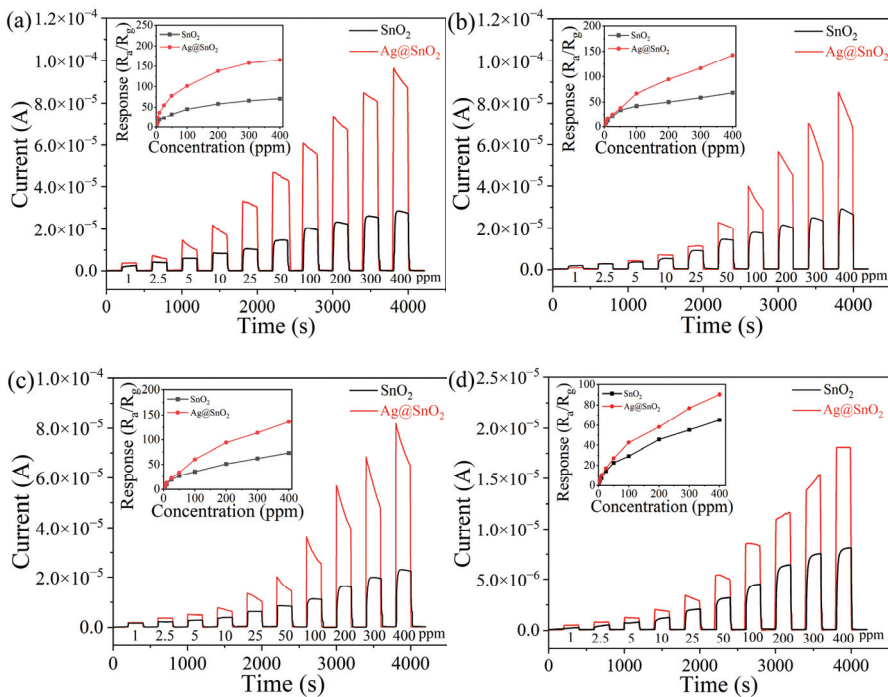 (a)
1.0×10⁻⁴
8.0×10⁻⁵
6.0×10⁻⁵
4.0×10⁻⁵
2.0×10⁻⁵
0.0
Current (A)
0 1000 2000 3000 4000
Time (s)
1 2.5 5 10 25 50 100 200 300 400 ppm
SnO₂
Ag@SnO₂
Response (Rₐ/R_g)
200
150
100
50
0
0 100 200 300 400
Concentration (ppm)
SnO₂
Ag@SnO₂
(b)
1.2×10⁻⁴
1.0×10⁻⁴
8.0×10⁻⁵
6.0×10⁻⁵
4.0×10⁻⁵
2.0×10⁻⁵
0.0
Current (A)
0 1000 2000 3000 4000
Time (s)
1 2.5 5 10 25 50 100 200 300 400 ppm
SnO₂
Ag@SnO₂
Response (Rₐ/R_g)
200
150
100
50
0
0 100 200 300 400
Concentration (ppm)
SnO₂
Ag@SnO₂
(c)
1.0×10⁻⁴
8.0×10⁻⁵
6.0×10⁻⁵
4.0×10⁻⁵
2.0×10⁻⁵
0.0
Current (A)
0 1000 2000 3000 4000
Time (s)
1 2.5 5 10 25 50 100 200 300 400 ppm
SnO₂
Ag@SnO₂
Response (Rₐ/R_g)
200
150
100
50
0
0 100 200 300 400
Concentration (ppm)
SnO₂
Ag@SnO₂
(d)
2.5×10⁻⁵
2.0×10⁻⁵
1.5×10⁻⁵
1.0×10⁻⁵
5.0×10⁻⁶
0.0
Current (A)
0 1000 2000 3000 4000
Time (s)
1 2.5 5 10 25 50 100 200 300 400 ppm
SnO₂
Ag@SnO₂
Response (Rₐ/R_g)
100
80
60
40
20
0
0 100 200 300 400
Concentration (ppm)
SnO₂
Ag@SnO₂